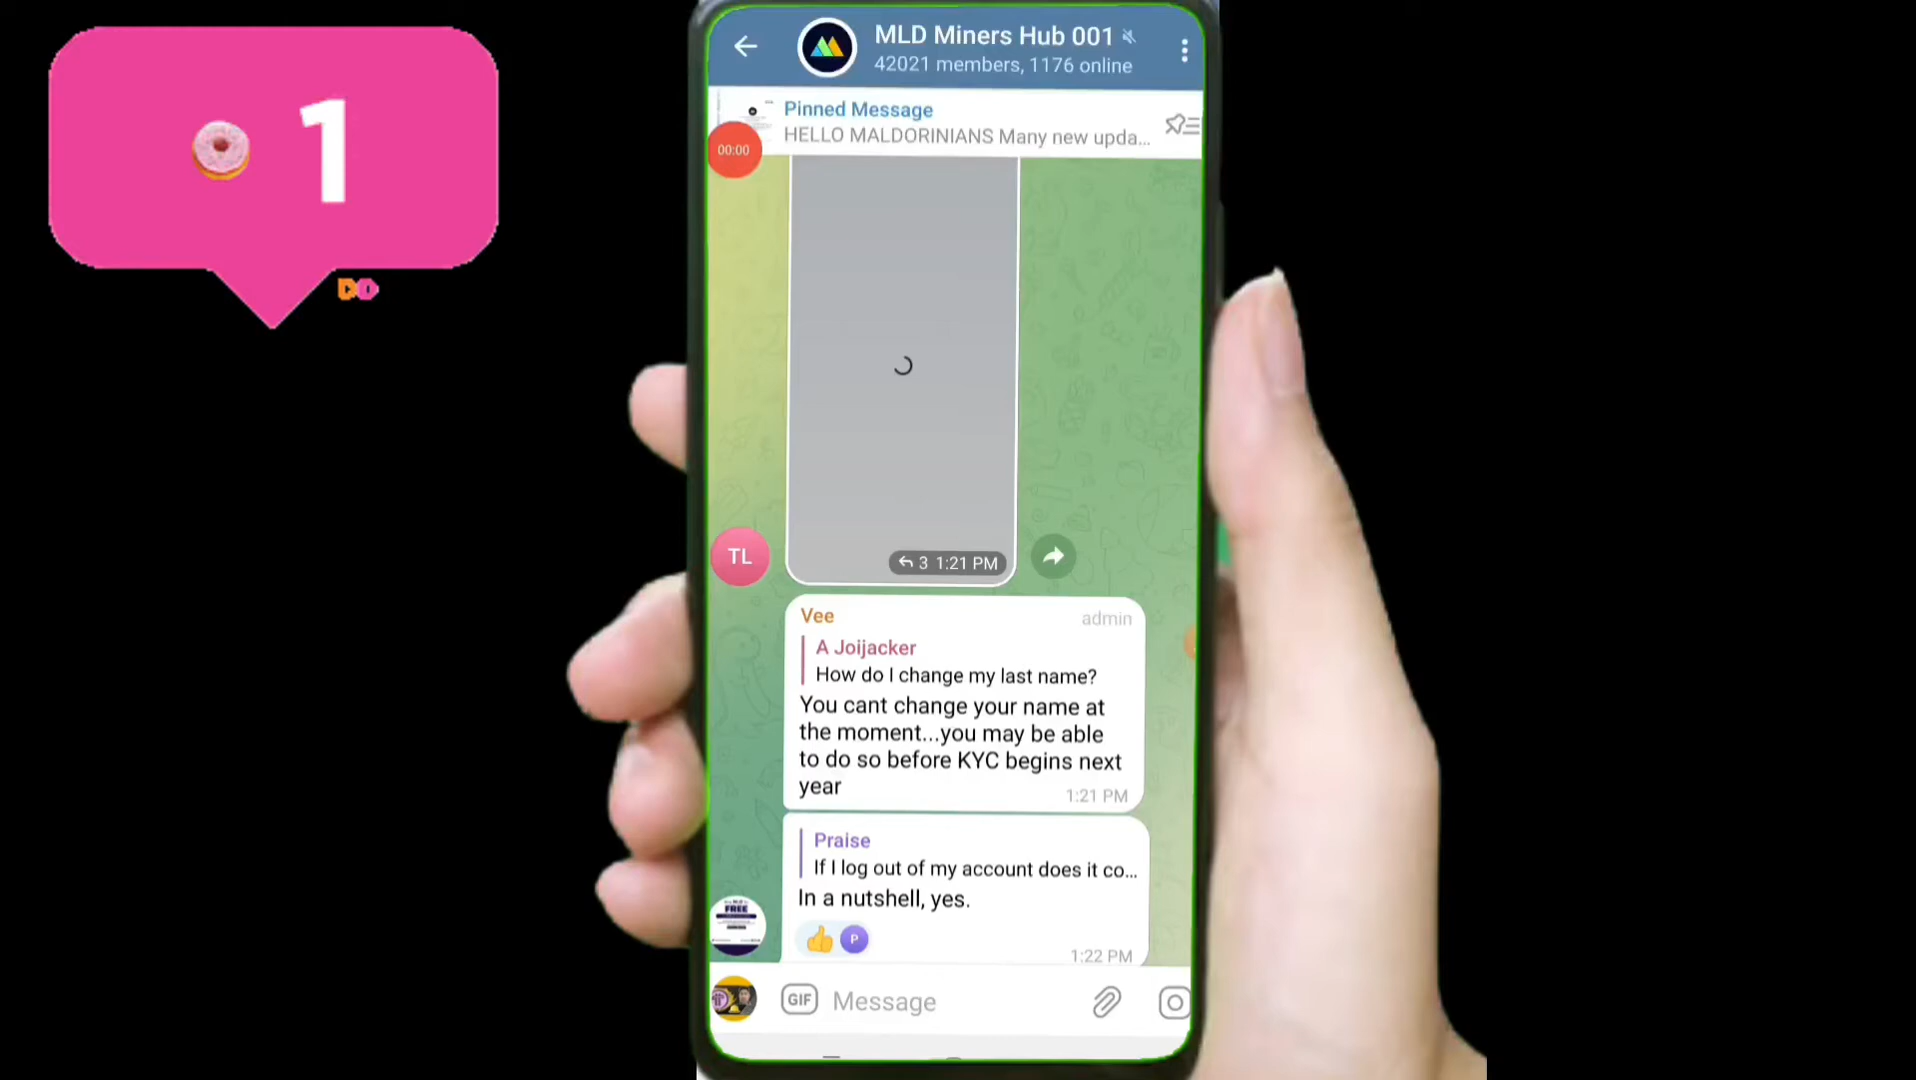 1
DD
MLD Miners Hub 001
42021 members, 1176 online
Pinned Message
HELLO MALDORINIANS Many new upda...
00:00
3 1:21 PM
TL
Vee admin
A Joijacker
How do I change my last name?
You cant change your name at
the moment...you may be able
to do so before KYC begins next
year
1:21 PM
Praise
If I log out of my account does it co...
In a nutshell, yes.
FREE
P
1:22 PM
GIF Message